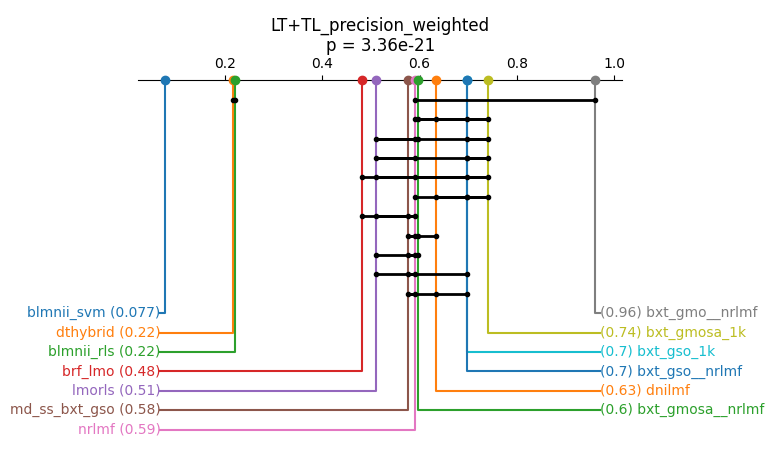 LT+TL_precision_weighted
p = 3.36e-21
0.2 0.4 0.6 0.8 1.0
blmnii_svm (0.077) (0.96) bxt_gmo__nrlmf
dthybrid (0.22) (0.74) bxt_gmosa_1k
blmnii_rls (0.22) (0.7) bxt_gso_1k
brf_lmo (0.48) (0.7) bxt_gso__nrlmf
lmorls (0.51) (0.63) dnilmf
md_ss_bxt_gso (0.58) (0.6) bxt_gmosa__nrlmf
nrlmf (0.59)